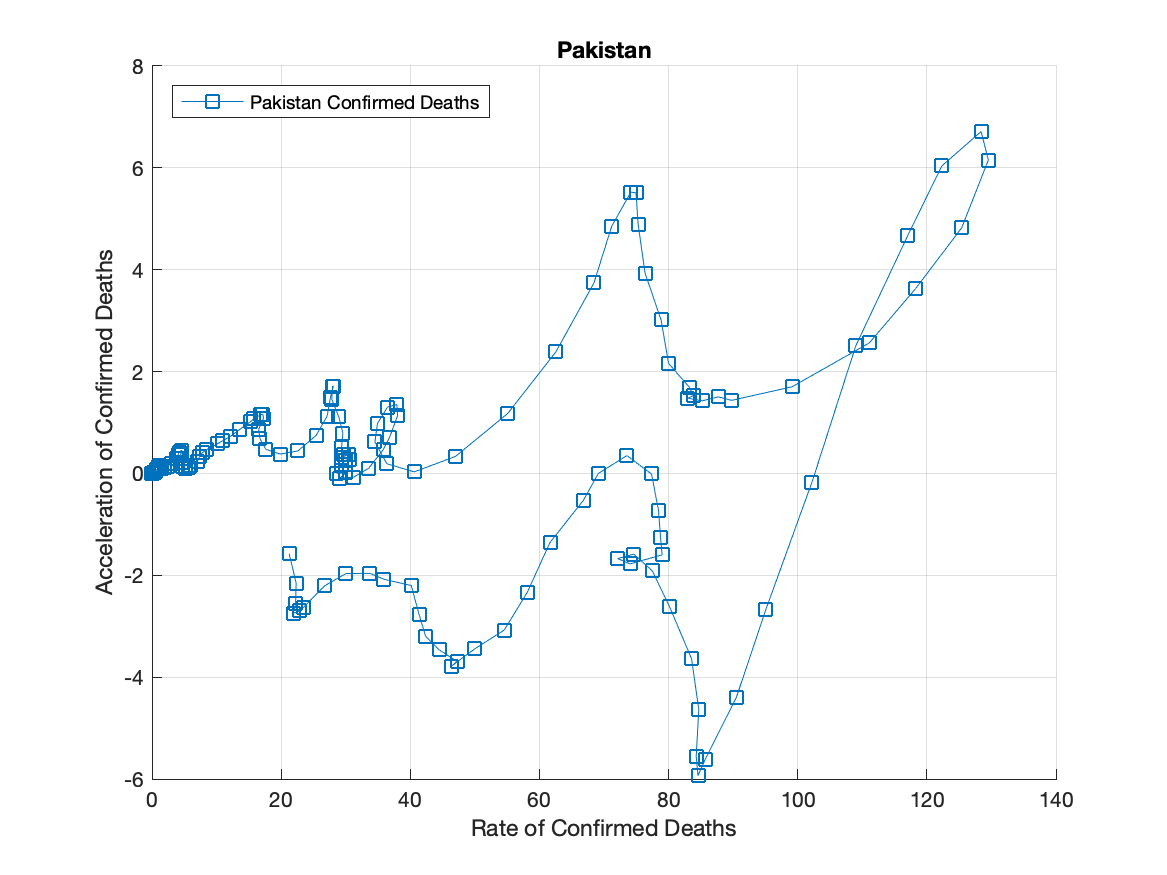 Pakistan
8
Pakistan Confirmed Deaths
6
4
2
0
-2
-4
-6
Acceleration of Confirmed Deaths
0 20 40 60 80 100 120 140
Rate of Confirmed Deaths